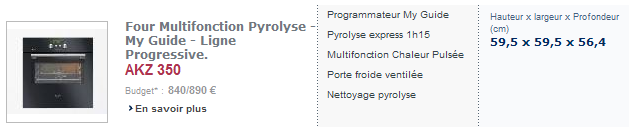 Four Multifonction Pyrolyse -
My Guide - Ligne
Progressive.
AKZ 350
Budget* : 840/890 €
En savoir plus
Programmateur My Guide
Pyrolyse express 1h15
Multifonction Chaleur Pulsée
Porte froide ventilée
Nettoyage pyrolyse
Hauteur x largeur x Profondeur
(cm)
59,5 x 59,5 x 56,4